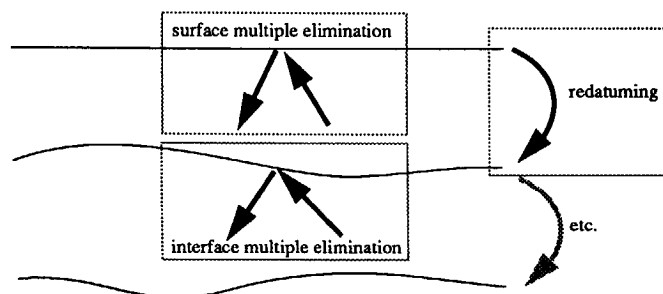 surface multiple elimination
redatuming
etc.
interface multiple elimination